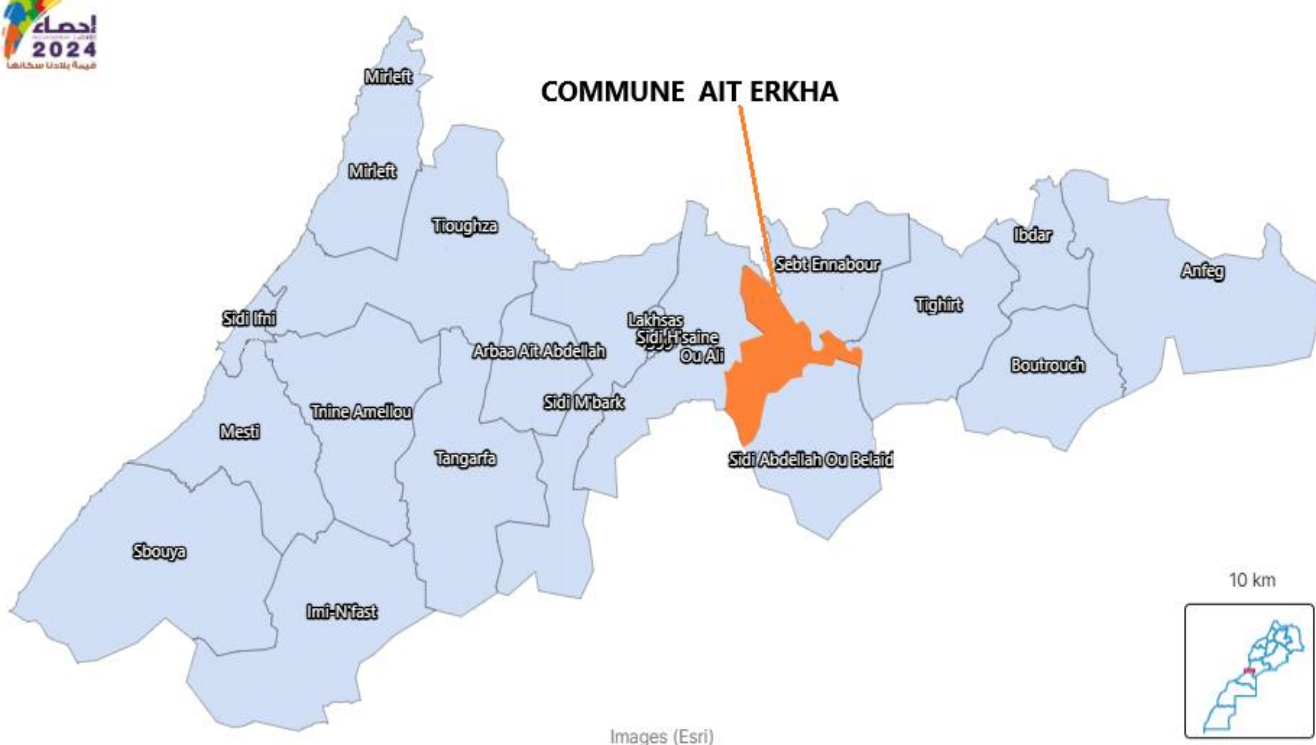 إحصاء
2024
قيمة بلادنا سكانها
COMMUNE AIT ERKHA
Mirleft
Mirleft
Tioughza
Ibdar
Sebt Ennabour
Anfeg
Tighirt
Sidi Ifni
Lakhsas
Sidi H'saine
Ou Ali
Arbaa Ait Abdellah
Boutrouch
Sidi M'bark
Tnine Amellou
Mesti
Tangarfa
Sidi Abdellah Ou Belaid
Sbouya
Imi-N'fast
10 km
Images (Esri)